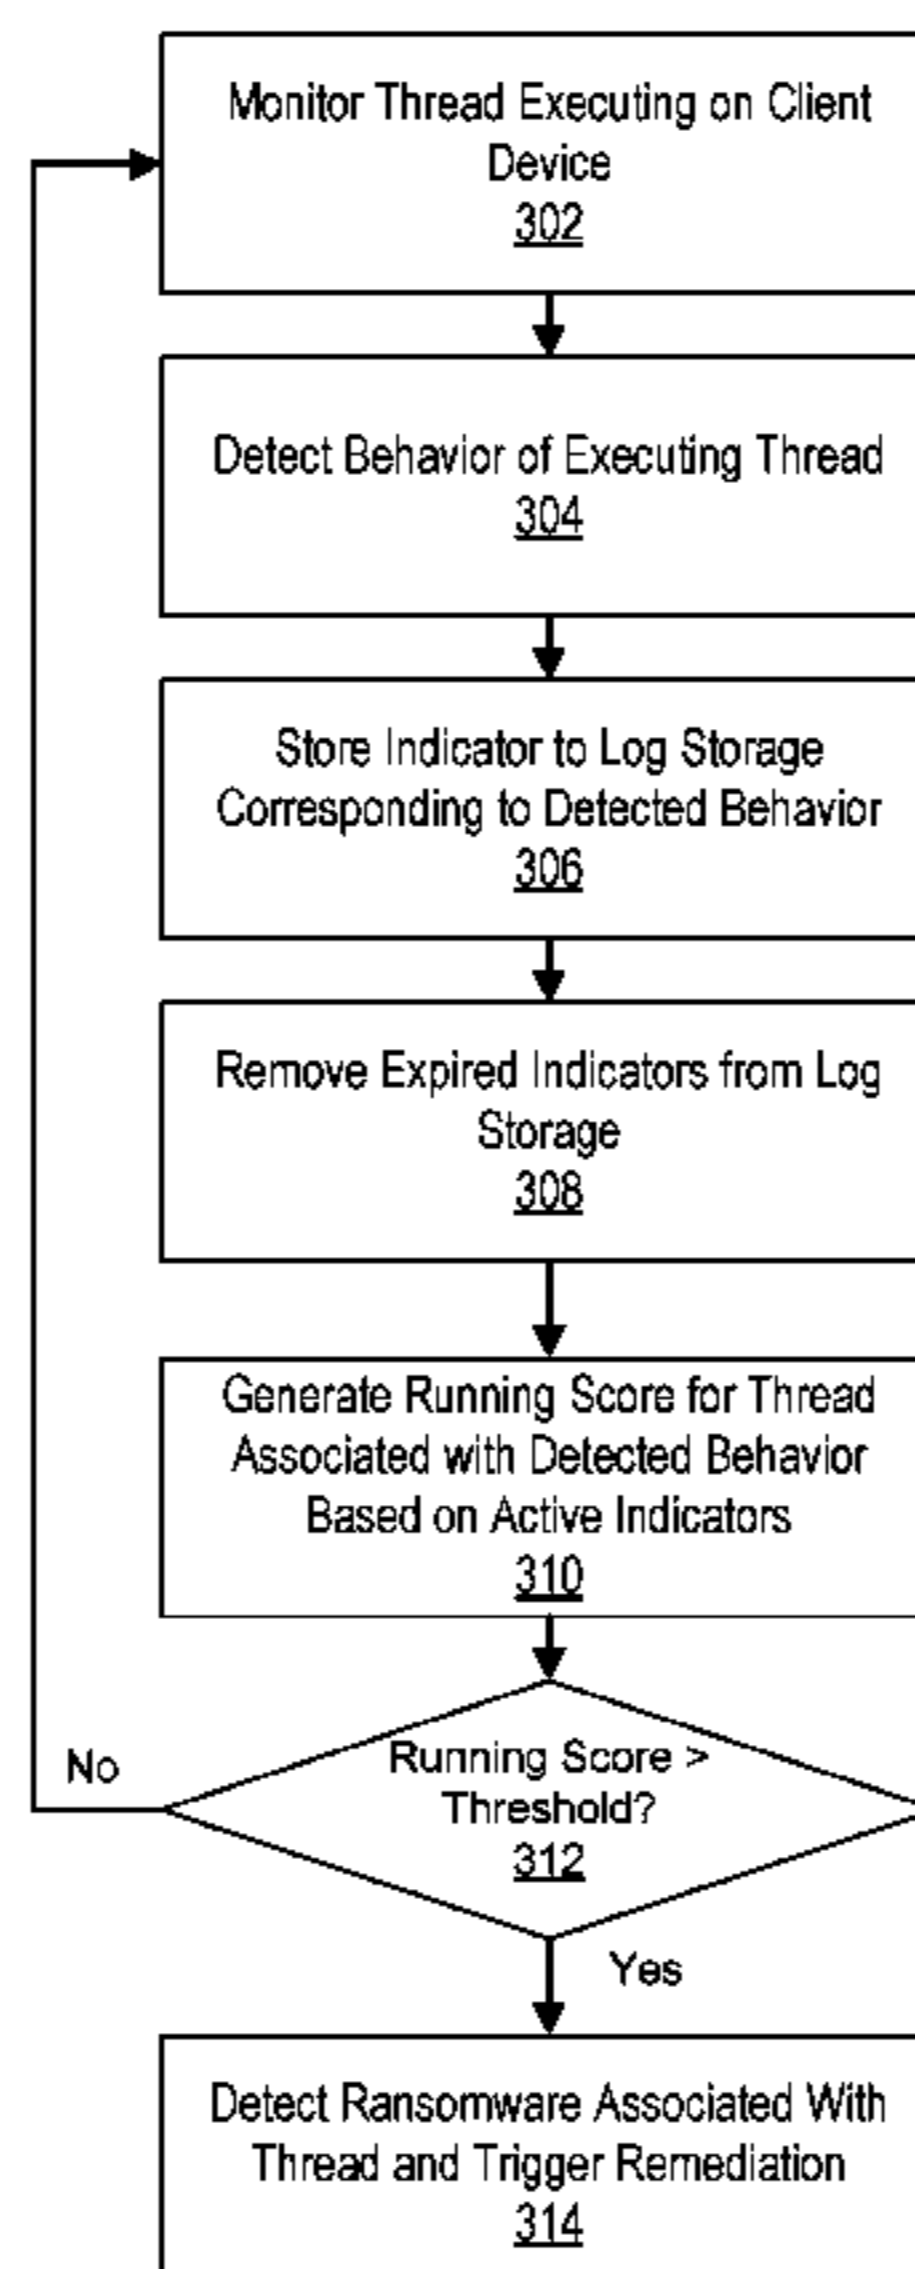 Monitor Thread Executing on Client
Device
302
Detect Behavior of Executing Thread
304
Store Indicator to Log Storage
Corresponding to Detected Behavior
306
Remove Expired Indicators from Log
Storage
308
Generate Running Score for Thread
Associated with Detected Behavior
Based on Active Indicators
310
No
Running Score >
Threshold?
312
Yes
Detect Ransomware Associated With
Thread and Trigger Remediation
314